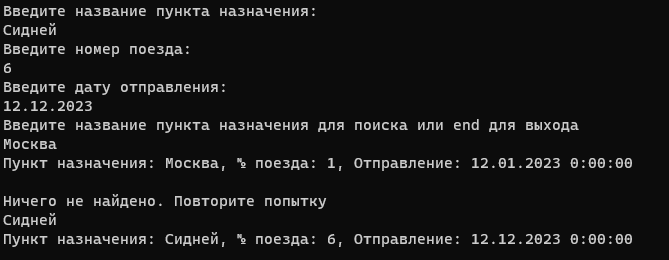 Введите название пункта назначения:
Сидней
Введите номер поезда:
6
Введите дату отправления:
12.12.2023
Введите название пункта назначения для поиска или end для выхода
Москва
Пункт назначения: Москва, № поезда: 1, Отправление: 12.01.2023 0:00:00
Ничего не найдено. Повторите попытку
Сидней
Пункт назначения: Сидней, № поезда: 6, Отправление: 12.12.2023 0:00:00